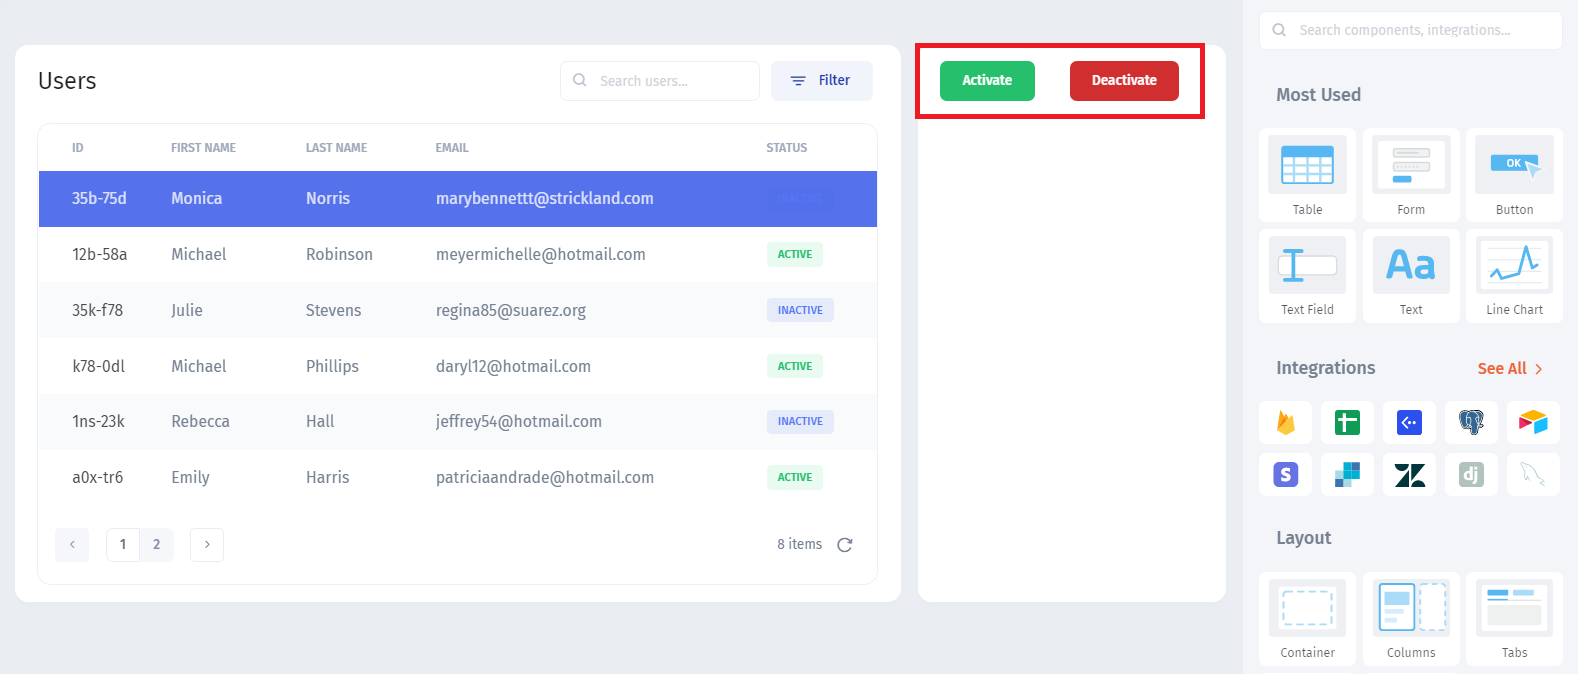 Search components, integrations...
Users
Search users...
Filter
Activate
Deactivate
Most Used
ID FIRST NAME LAST NAME EMAIL STATUS
35b-75d Monica Norris marybennettt@strickland.com INACTIVE
12b-58a Michael Robinson meyermichelle@hotmail.com ACTIVE
35k-f78 Julie Stevens regina85@suarez.org INACTIVE
k78-0dl Michael Phillips daryl12@hotmail.com ACTIVE
1ns-23k Rebecca Hall jeffrey54@hotmail.com INACTIVE
a0x-tr6 Emily Harris patriciaandrade@hotmail.com ACTIVE
1 2
8 items
OK
Table Form Button
Aa
Text Field Text Line Chart
Integrations See All
S
dj
Layout
Container Columns Tabs